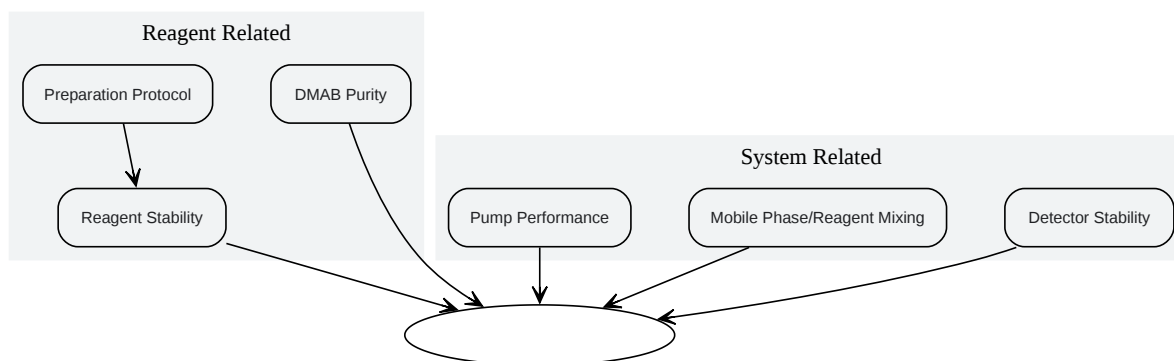 Reagent Related
Preparation Protocol
DMAB Purity
System Related
Reagent Stability
Pump Performance
Mobile Phase/Reagent Mixing
Detector Stability